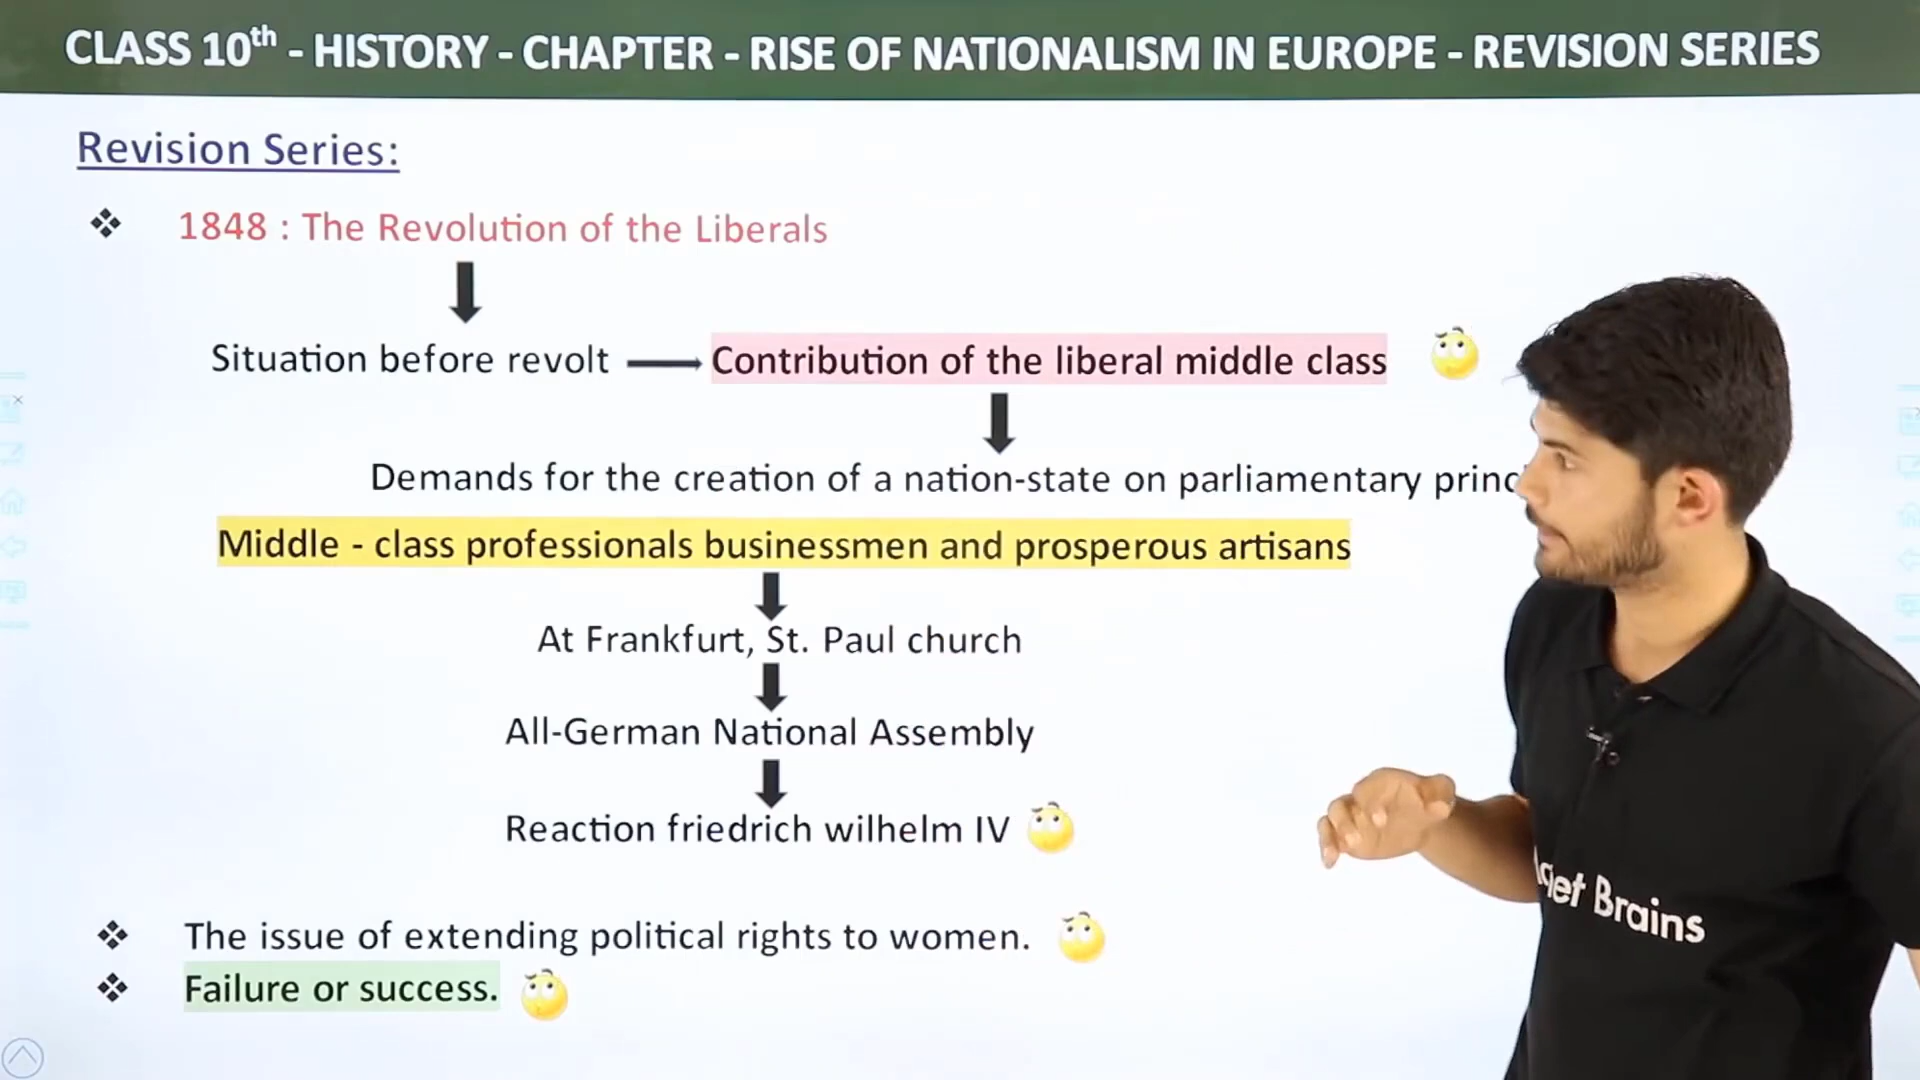 CLASS 10th - HISTORY - CHAPTER - RISE OF NATIONALISM IN EUROPE - REVISION SERIES
Revision Series:
❖ 1848 : The Revolution of the Liberals
Situation before revolt → Contribution of the liberal middle class
Demands for the creation of a nation-state on parliamentary princ
Middle - class professionals businessmen and prosperous artisans
At Frankfurt, St. Paul church
All-German National Assembly
Reaction friedrich wilhelm IV
❖ The issue of extending political rights to women.
❖ Failure or success.
Brains